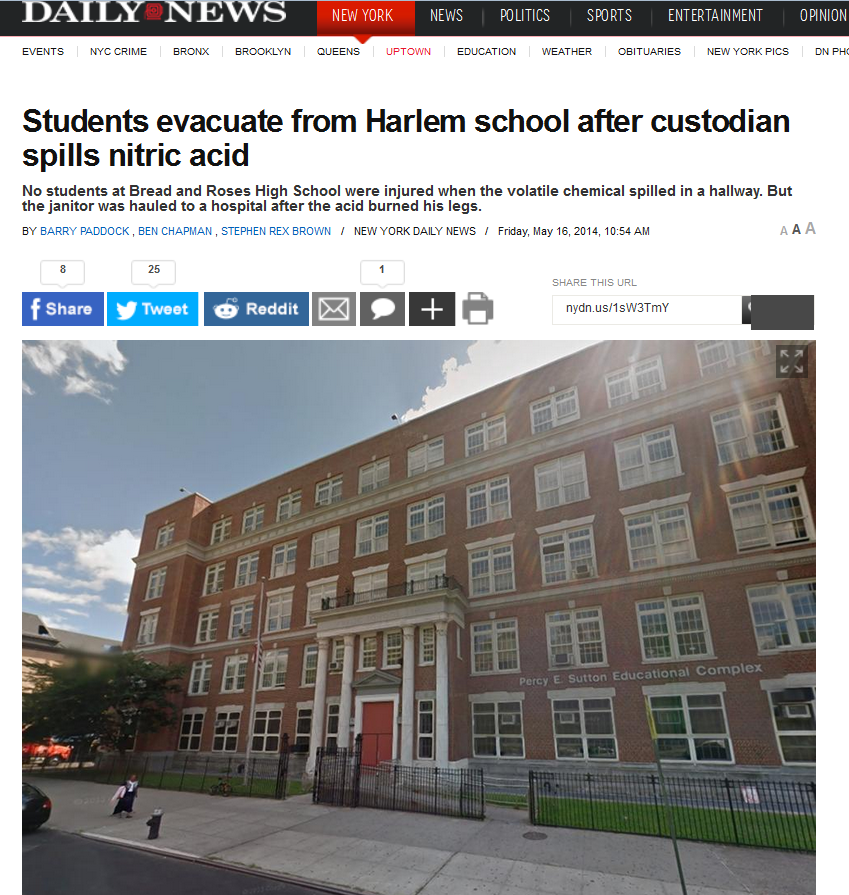 DAILY NEWS
NEW YORK NEWS POLITICS SPORTS ENTERTAINMENT OPINION
EVENTS NYC CRIME BRONX BROOKLYN QUEENS UPTOWN EDUCATION WEATHER OBITUARIES NEW YORK PICS DN PHO
Students evacuate from Harlem school after custodian
spills nitric acid
No students at Bread and Roses High School were injured when the volatile chemical spilled in a hallway. But
the janitor was hauled to a hospital after the acid burned his legs.
BY BARRY PADDOCK , BEN CHAPMAN , STEPHEN REX BROWN / NEW YORK DAILY NEWS / Friday, May 16, 2014, 10:54 AM
A A A
8 25 1
SHARE THIS URL
Share Tweet Reddit
nydn.us/1sW3TmY
Percy E. Sutton Educational Complex